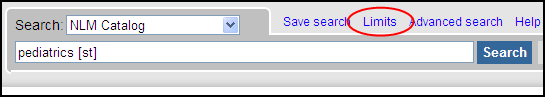 Search: NLM Catalog Save search Limits Advanced search Help
pediatrics [st] Search